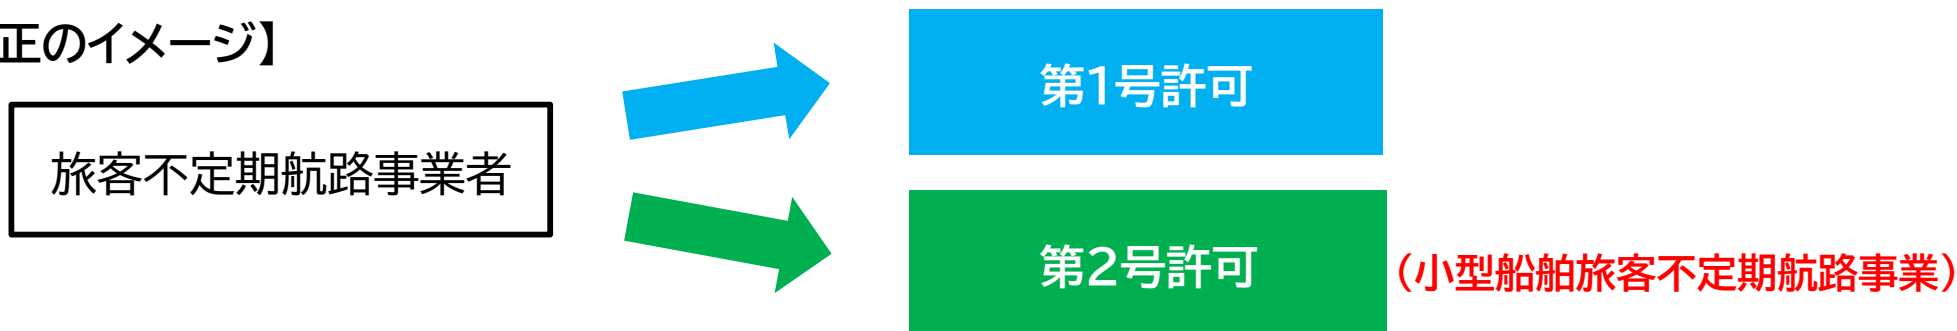 正のイメージ】
第1号許可
旅客不定期航路事業者
第2号許可
(小型船舶旅客不定期航路事業)